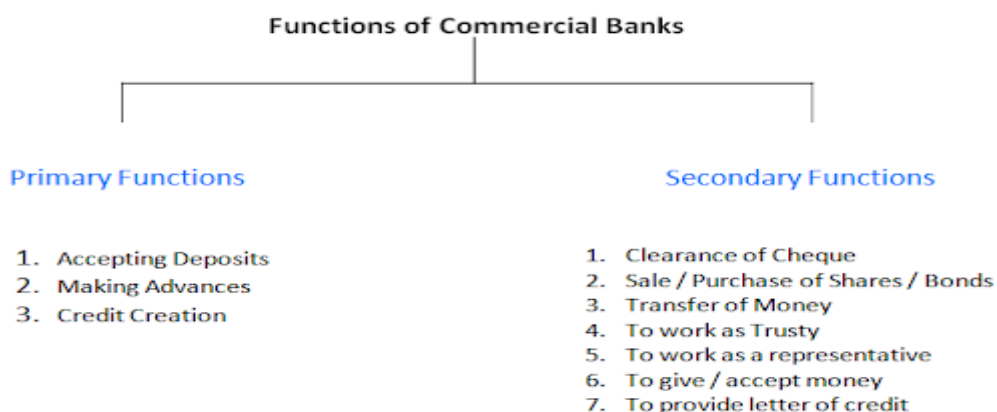 Functions of Commercial Banks
Primary Functions
1. Accepting Deposits
2. Making Advances
3. Credit Creation
Secondary Functions
1. Clearance of Cheque
2. Sale / Purchase of Shares / Bonds
3. Transfer of Money
4. To work as Trusty
5. To work as a representative
6. To give / accept money
7. To provide letter of credit